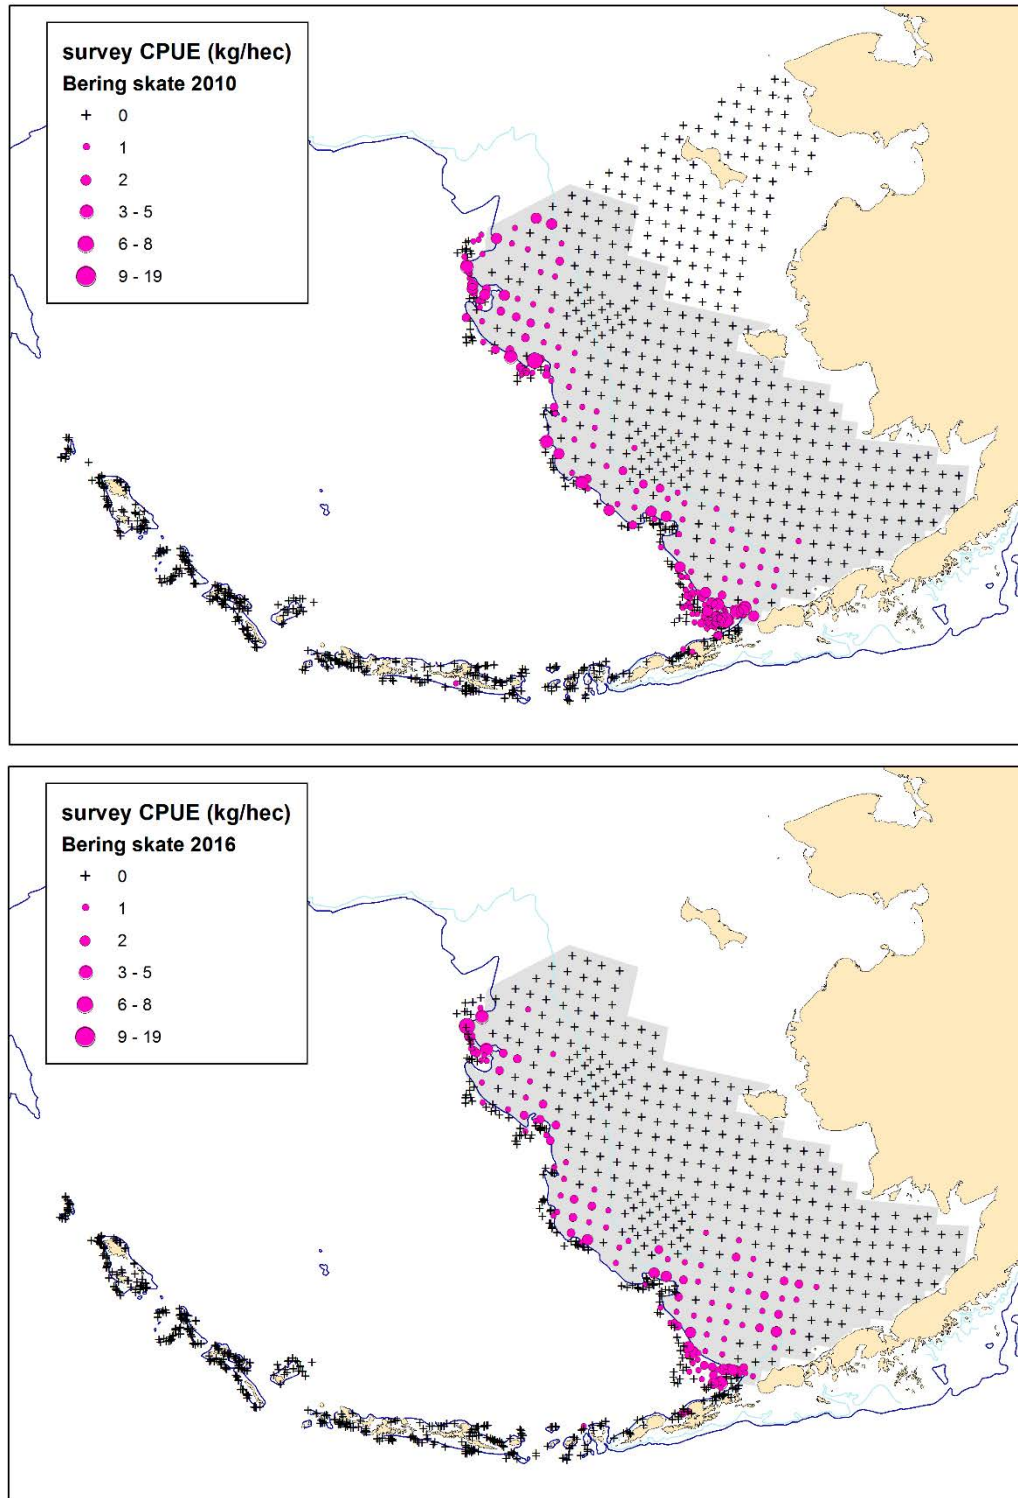 survey CPUE (kg/hec)
Bering skate 2010
+ 0
1
2
3 - 5
6 - 8
9 - 19
survey CPUE (kg/hec)
Bering skate 2016
+ 0
1
2
3 - 5
6 - 8
9 - 19